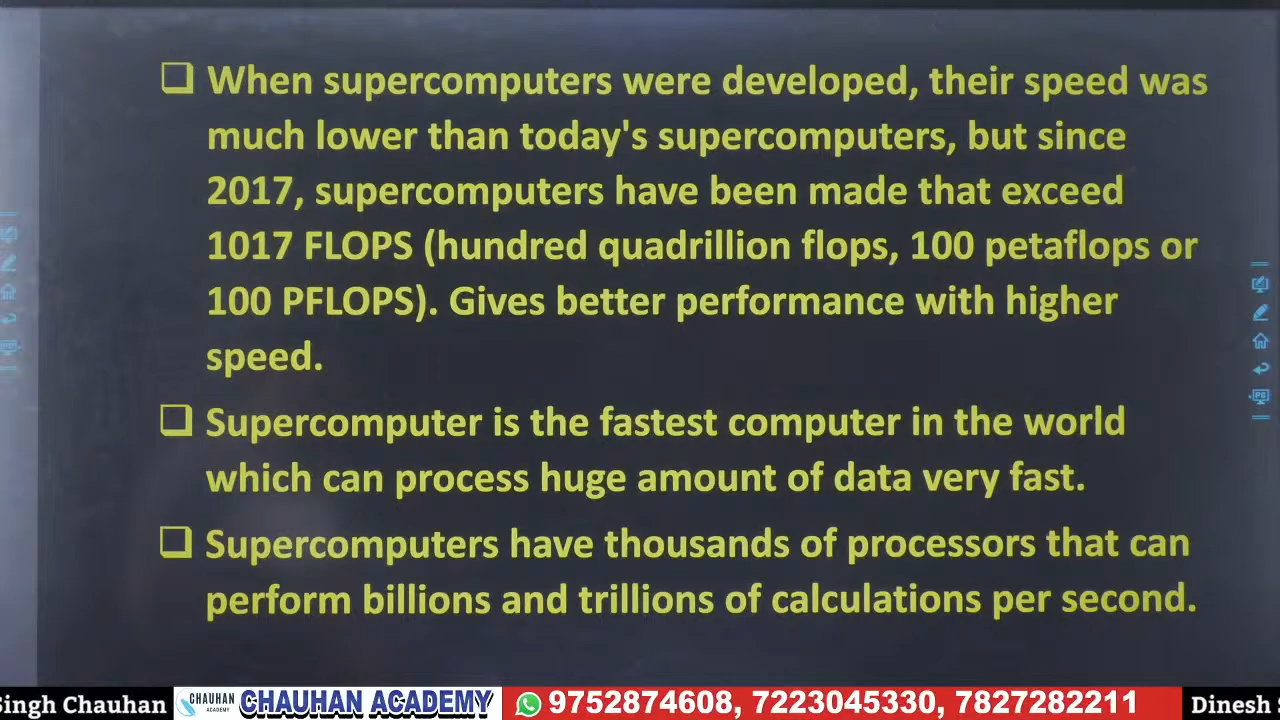 When supercomputers were developed, their speed was
much lower than today's supercomputers, but since
2017, supercomputers have been made that exceed
1017 FLOPS (hundred quadrillion flops, 100 petaflops or
100 PFLOPS). Gives better performance with higher
speed.
Supercomputer is the fastest computer in the world
which can process huge amount of data very fast.
Supercomputers have thousands of processors that can
perform billions and trillions of calculations per second.
Singh Chauhan CHAUHAN ACADEMY CHAUHAN ACADEMY 9752874608, 7223045330, 7827282211 Dinesh